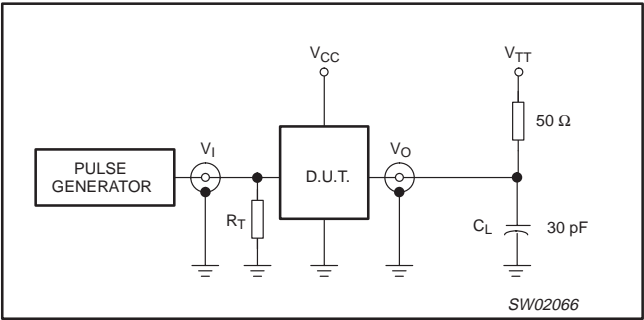 VCC
VTT
50 Ω
VI
VO
PULSE
GENERATOR
D.U.T.
RT
CL
30 pF
SW02066